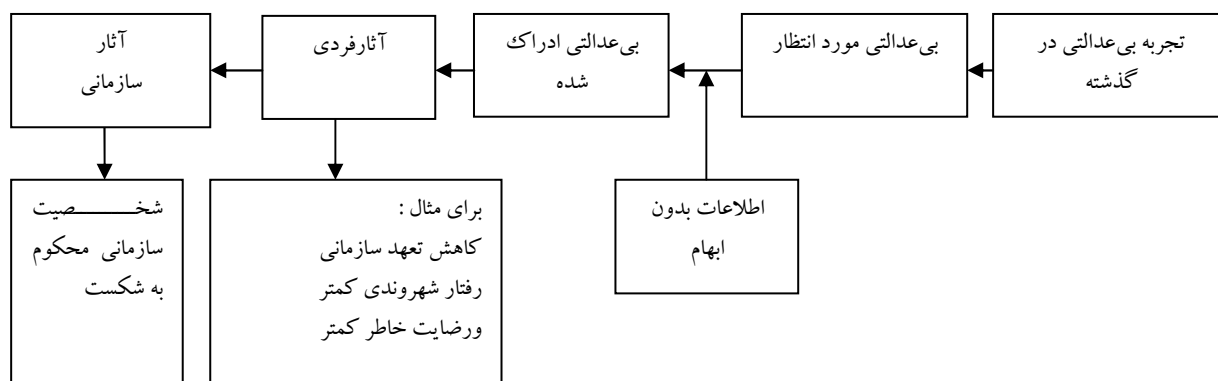 تجربه بی‌عدالتی در
گذشته
بی‌عدالتی مورد انتظار
بی‌عدالتی ادراك
شده
آثارفردی
آثار
سازمانی
اطلاعات بدون
ابهام
برای مثال :
کاهش تعهد سازمانی
رفتار شهروندی کمتر
ورضایت خاطر کمتر
شخـــــــصیت
سازمانی محکوم
به شکست